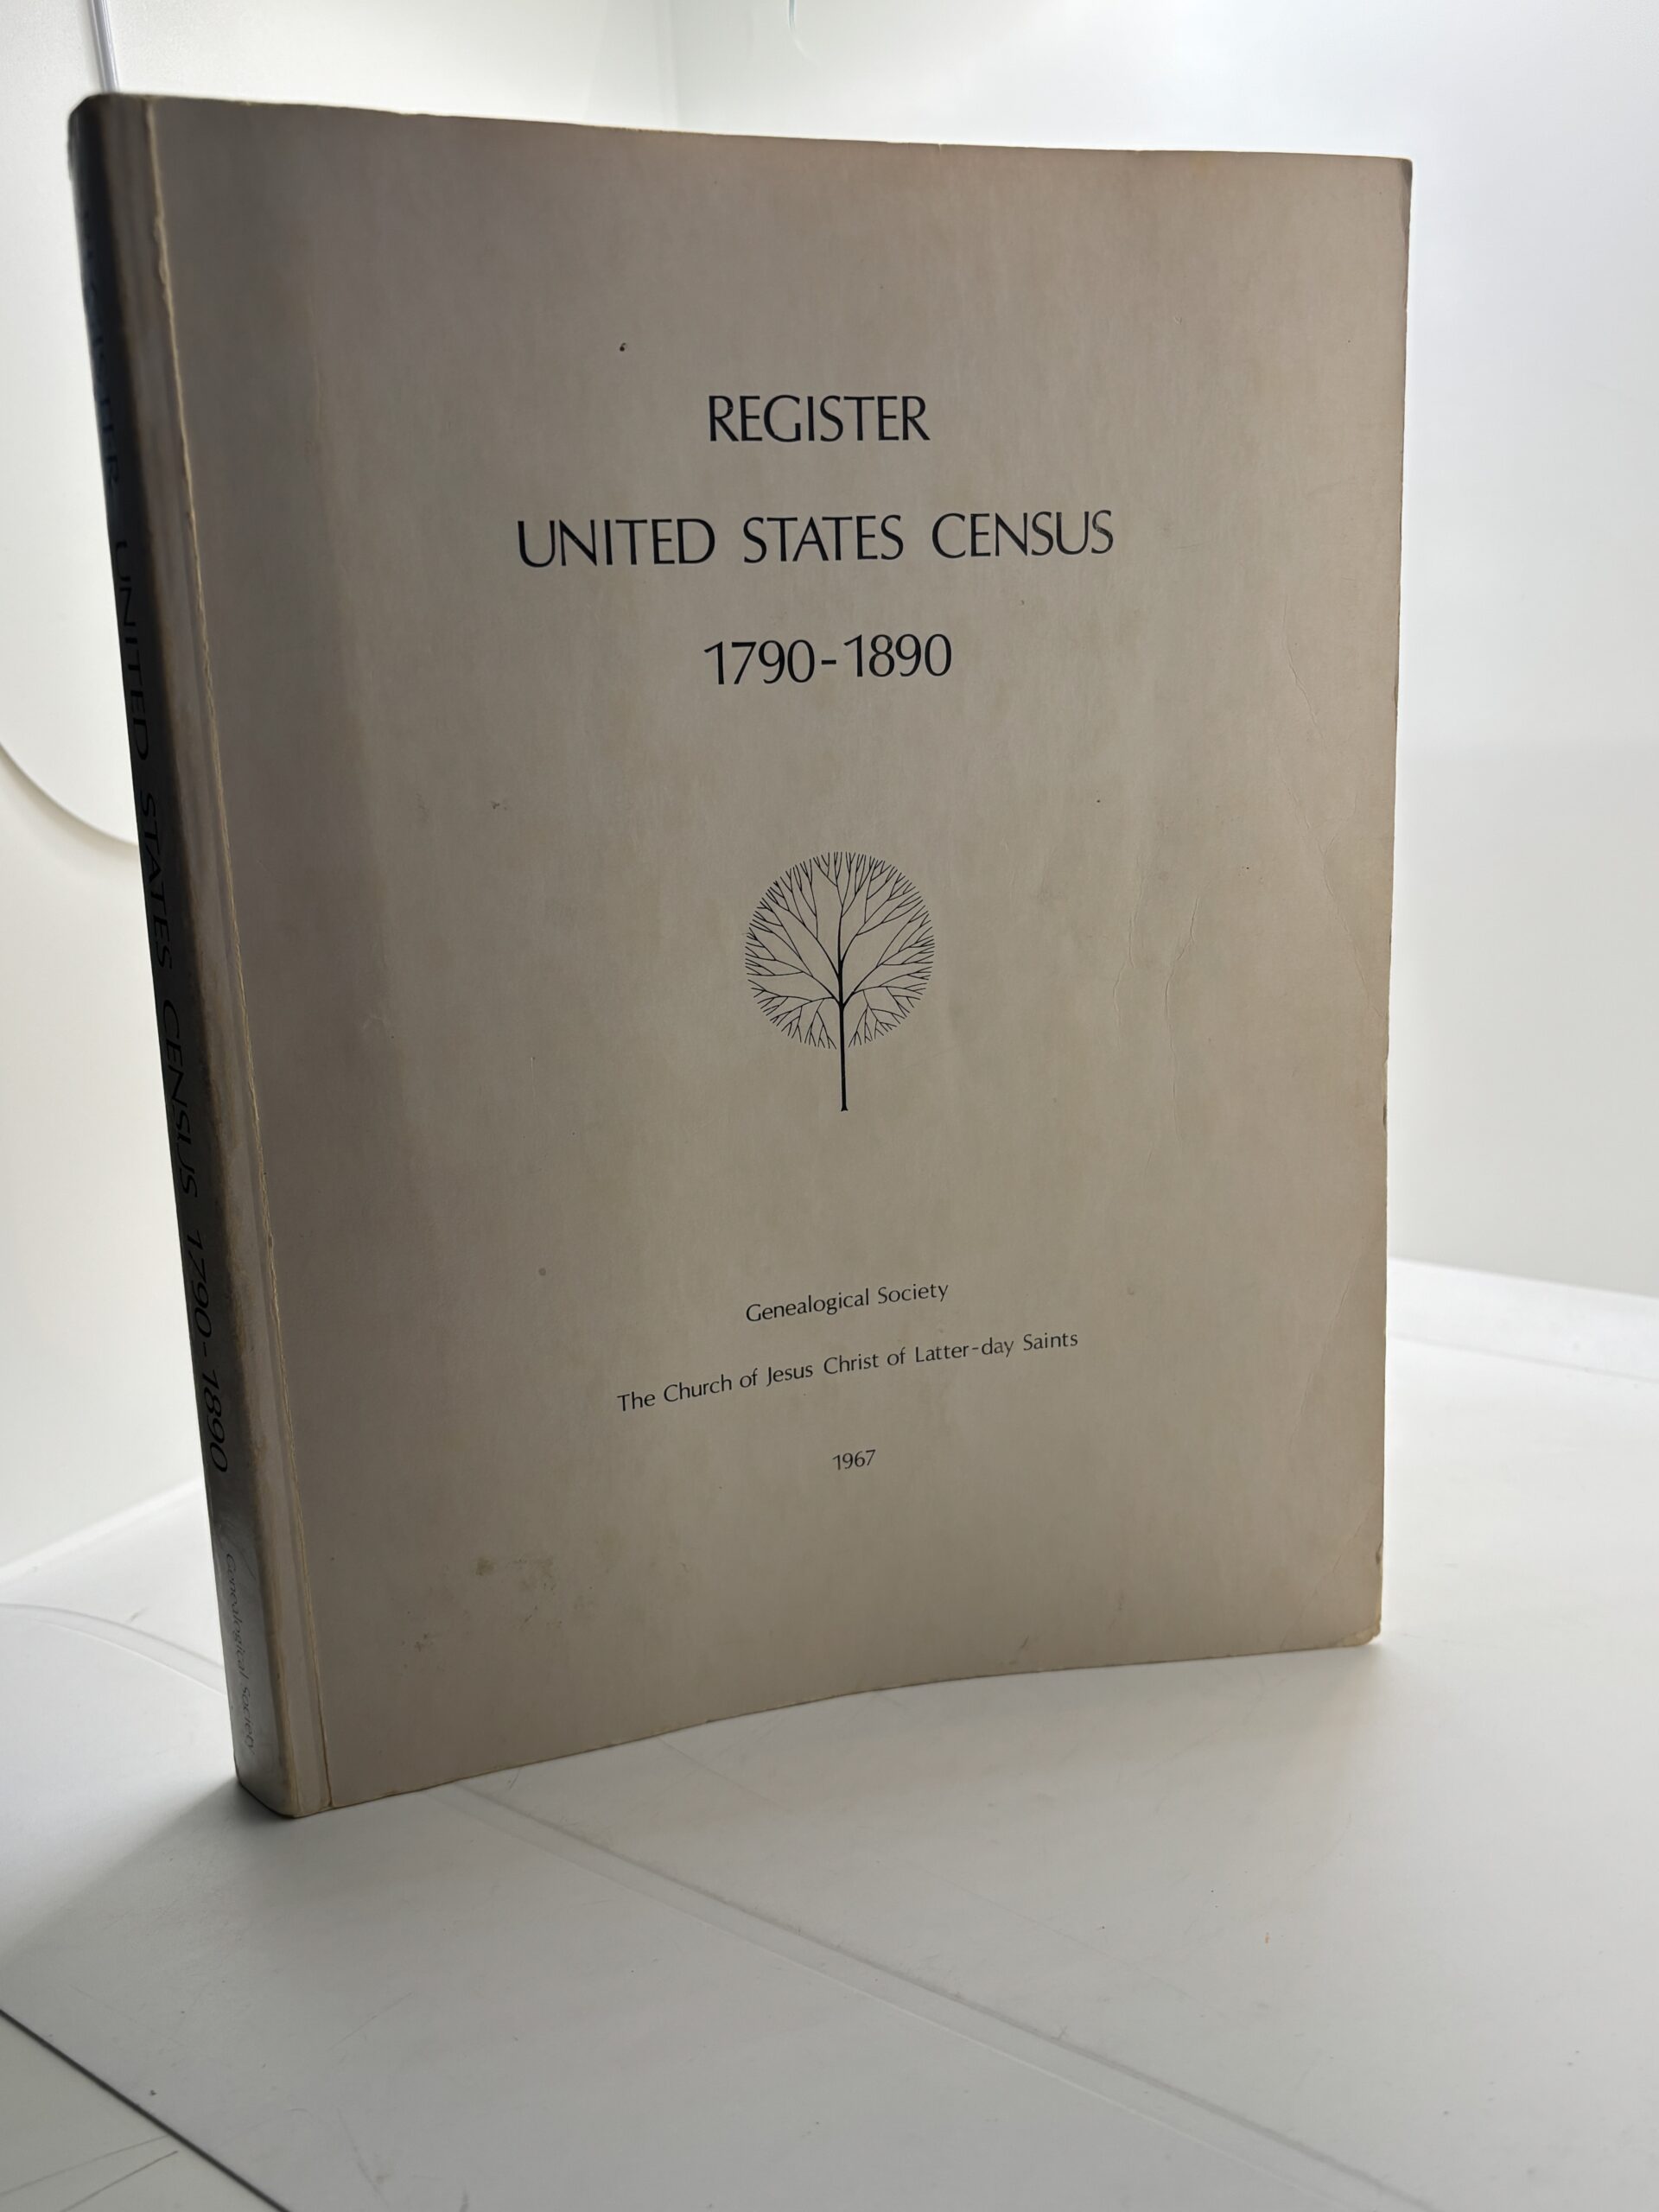 REGISTER
UNITED STATES CENSUS
1790-1890
Genealogical Society
The Church of Jesus Christ of Latter-day Saints
1967
REGISTER UNITED STATES CENSUS 1790-1890 Genealogical Society